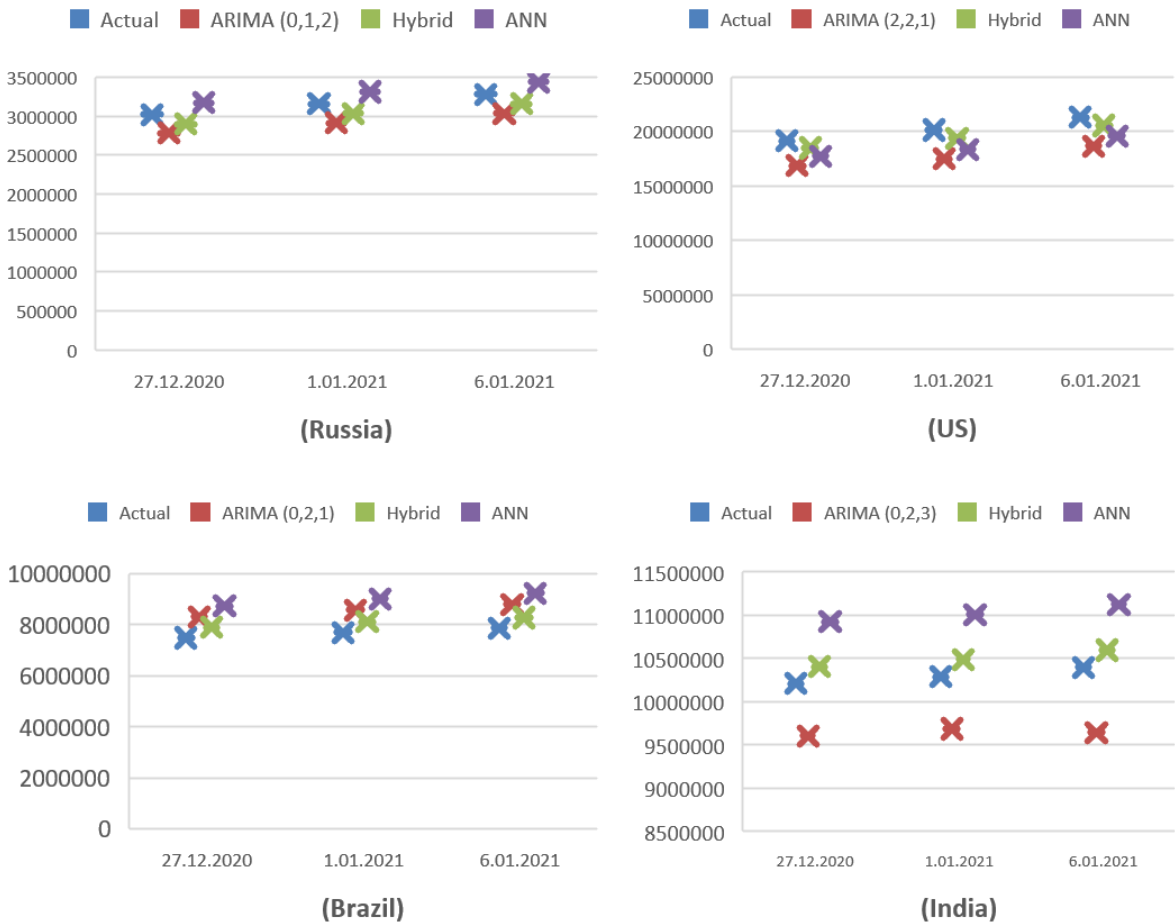 Actual ARIMA (0,1,2) Hybrid ANN
3500000
3000000
2500000
2000000
1500000
1000000
500000
0
27.12.2020 1.01.2021 6.01.2021
(Russia)
Actual ARIMA (2,2,1) Hybrid ANN
25000000
20000000
15000000
10000000
5000000
0
27.12.2020 1.01.2021 6.01.2021
(US)
Actual ARIMA (0,2,1) Hybrid ANN
10000000
8000000
6000000
4000000
2000000
0
27.12.2020 1.01.2021 6.01.2021
(Brazil)
Actual ARIMA (0,2,3) Hybrid ANN
11500000
11000000
10500000
10000000
9500000
9000000
8500000
27.12.2020 1.01.2021 6.01.2021
(India)